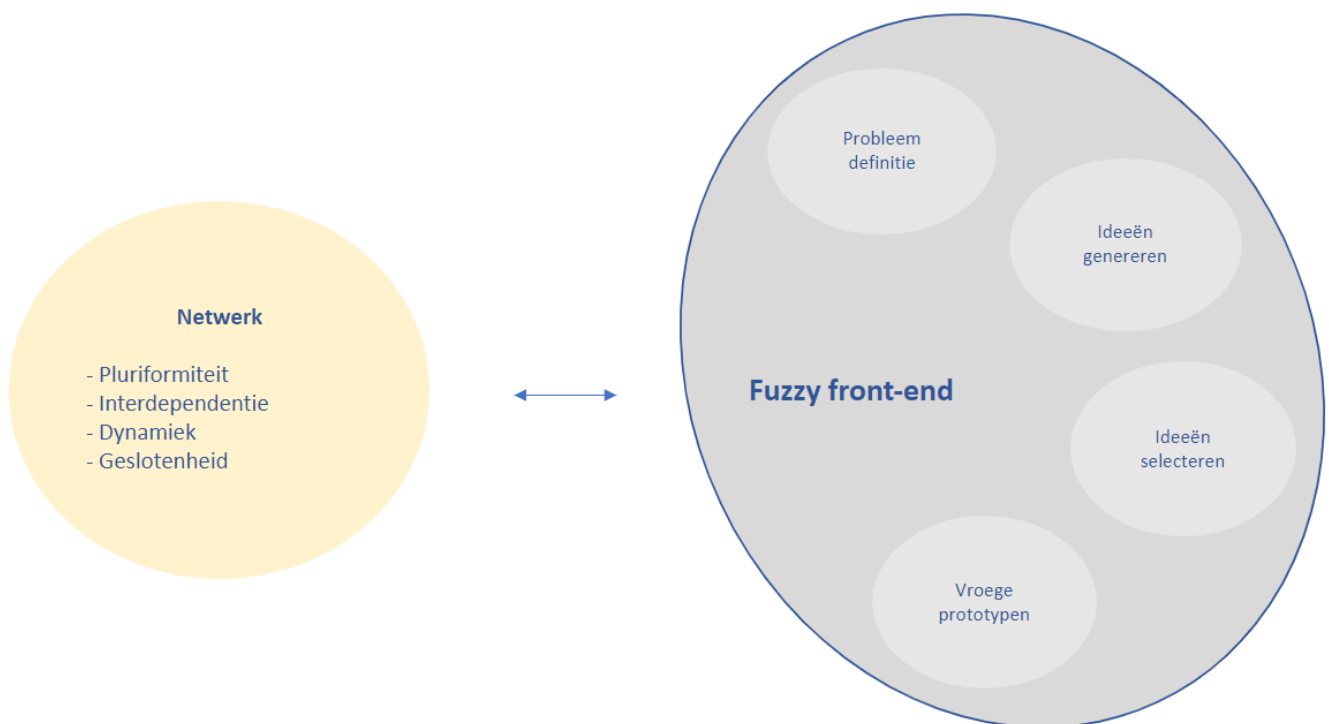 Netwerk
- Pluriformiteit
- Interdependentie
- Dynamiek
- Geslotenheid
Fuzzy front-end
Probleem
definitie
Ideeën
genereren
Ideeën
selecteren
Vroege
prototypen